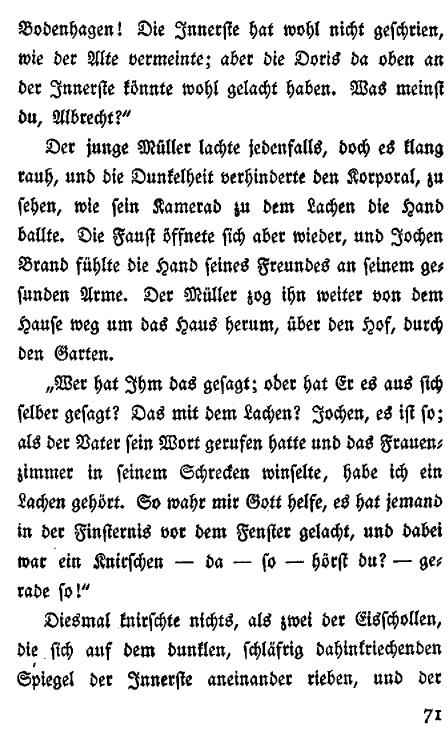 Bodenhagen! Die Innerste hat wohl nicht geschrien,
wie der Alte vermeinte; aber die Doris da oben an
der Innerste könnte wohl gelacht haben. Was meinst
du, Albrecht?“
Der junge Müller lachte jedenfalls, doch es klang
rauh, und die Dunkelheit verhinderte den Korporal, zu
sehen, wie sein Kamerad zu dem Lachen die Hand
ballte. Die Faust öffnete sich aber wieder, und Jochen
Brand fühlte die Hand seines Freundes an seinem ge-
sunden Arme. Der Müller zog ihn weiter von dem
Hause weg um das Haus herum, über den Hof, durch
den Garten.
„Wer hat Ihm das gesagt; oder hat Er es aus sich
selber gesagt? Das mit dem Lachen? Jochen, es ist so;
als der Vater sein Wort gerufen hatte und das Frauen-
zimmer in seinem Schrecken winselte, habe ich ein
Lachen gehört. So wahr mir Gott helfe, es hat jemand
in der Finsternis vor dem Fenster gelacht, und dabei
war ein Knirschen — da — so — hörst du? — ge-
rade so!“
Diesmal knirschte nichts, als zwei der Eisschollen,
die sich auf dem dunklen, schläfrig dahinkriechenden
Spiegel der Innerste aneinander rieben, und der
71